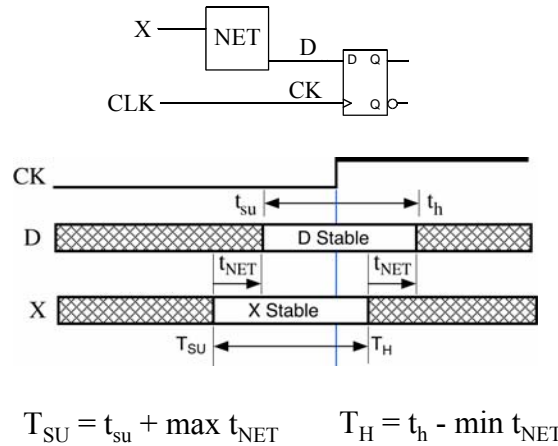 X NET D
D Q
CLK CK Q
CK
t_su t_h
D D Stable
t_NET t_NET
X X Stable
T_SU T_H
T_SU = t_su + max t_NET T_H = t_h - min t_NET